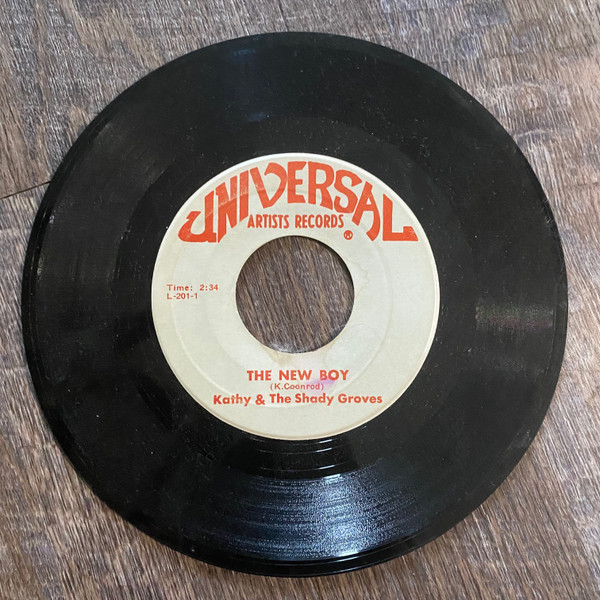 UNIVERSAL
ARTISTS RECORDS
Time: 2:34
L-201-1
THE NEW BOY
(K.Coonrod)
Kathy & The Shady Groves